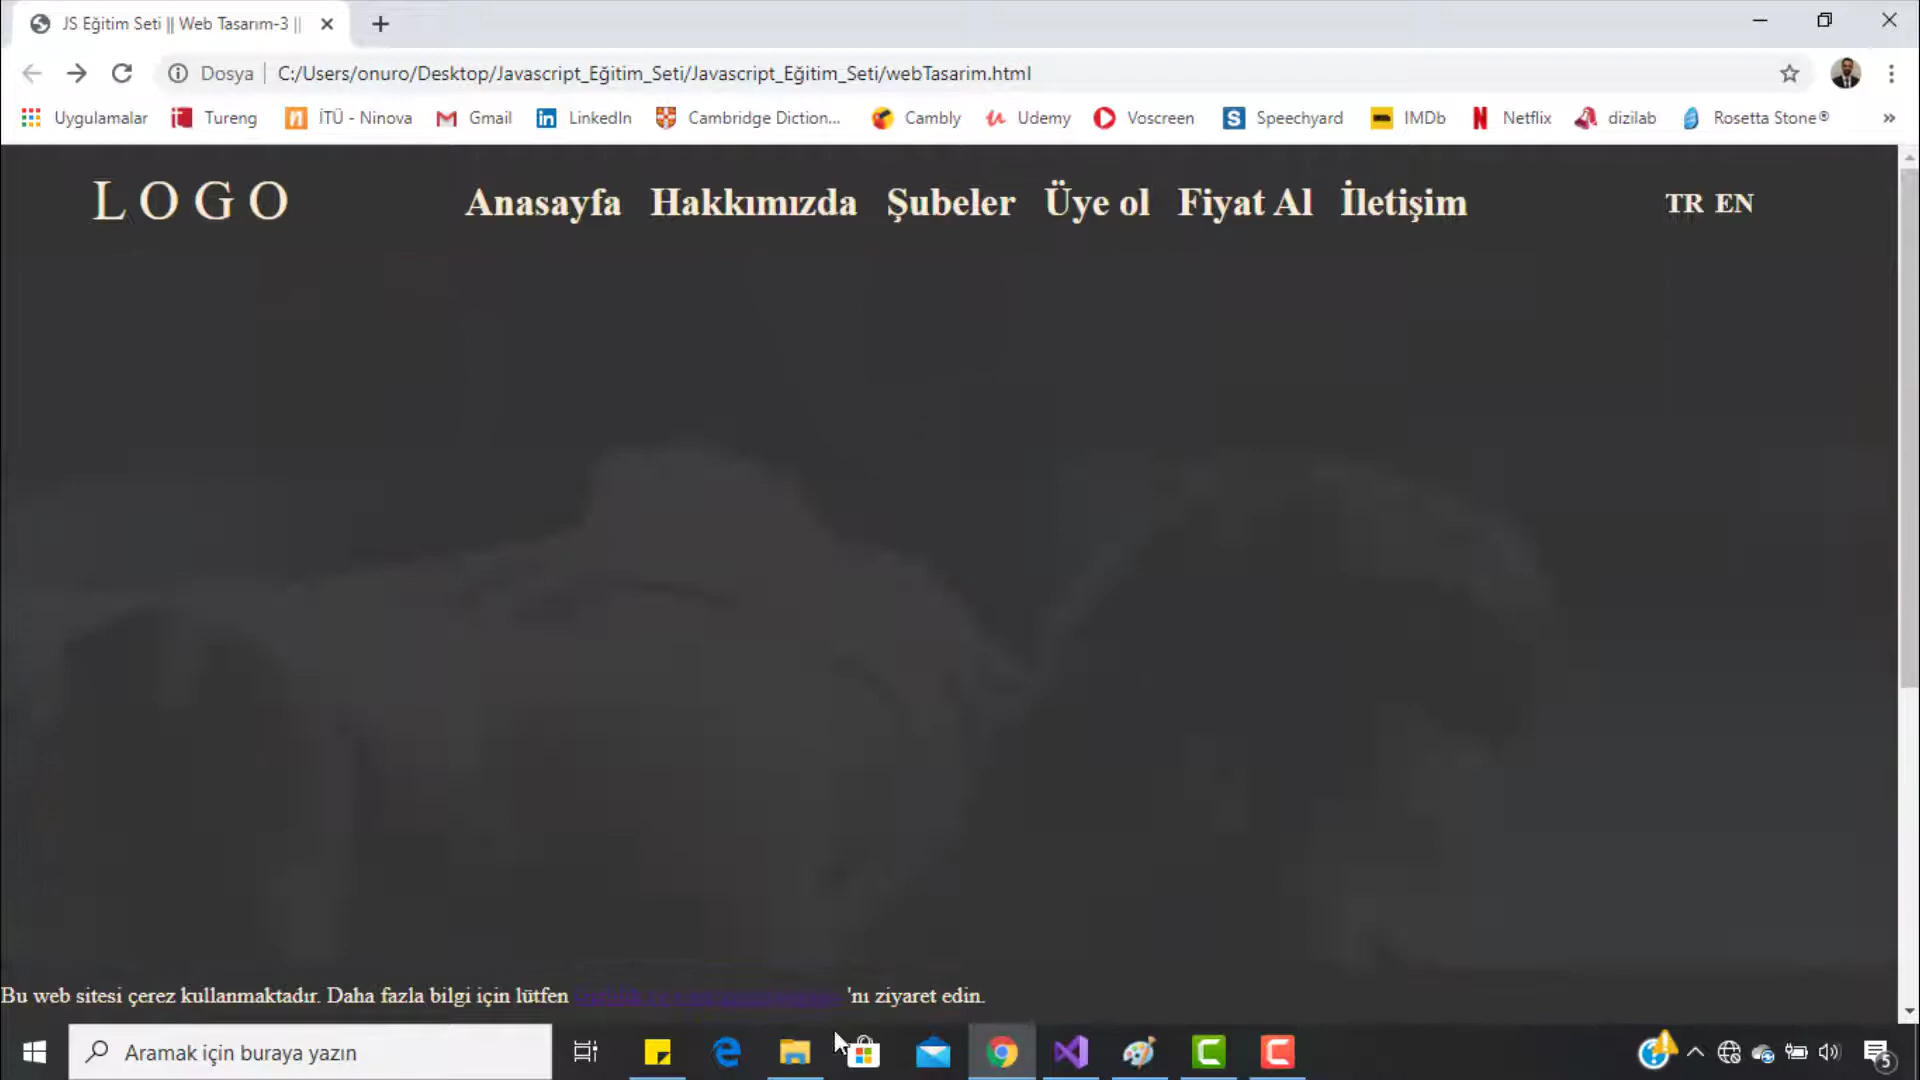 JS Eğitim Seti || Web Tasarım-3 ||
Dosya C:/Users/onuro/Desktop/Javascript_Eğitim_Seti/Javascript_Eğitim_Seti/webTasarim.html
Uygulamalar Tureng İTÜ - Ninova Gmail LinkedIn Cambridge Diction... Cambly Udemy Voscreen Speechyard IMDb Netflix dizilab Rosetta Stone® »
LOGO Anasayfa Hakkımızda Şubeler Üye ol Fiyat Al İletişim TR EN
Bu web sitesi çerez kullanmaktadır. Daha fazla bilgi için lütfen 'nı ziyaret edin.
Aramak için buraya yazın 5